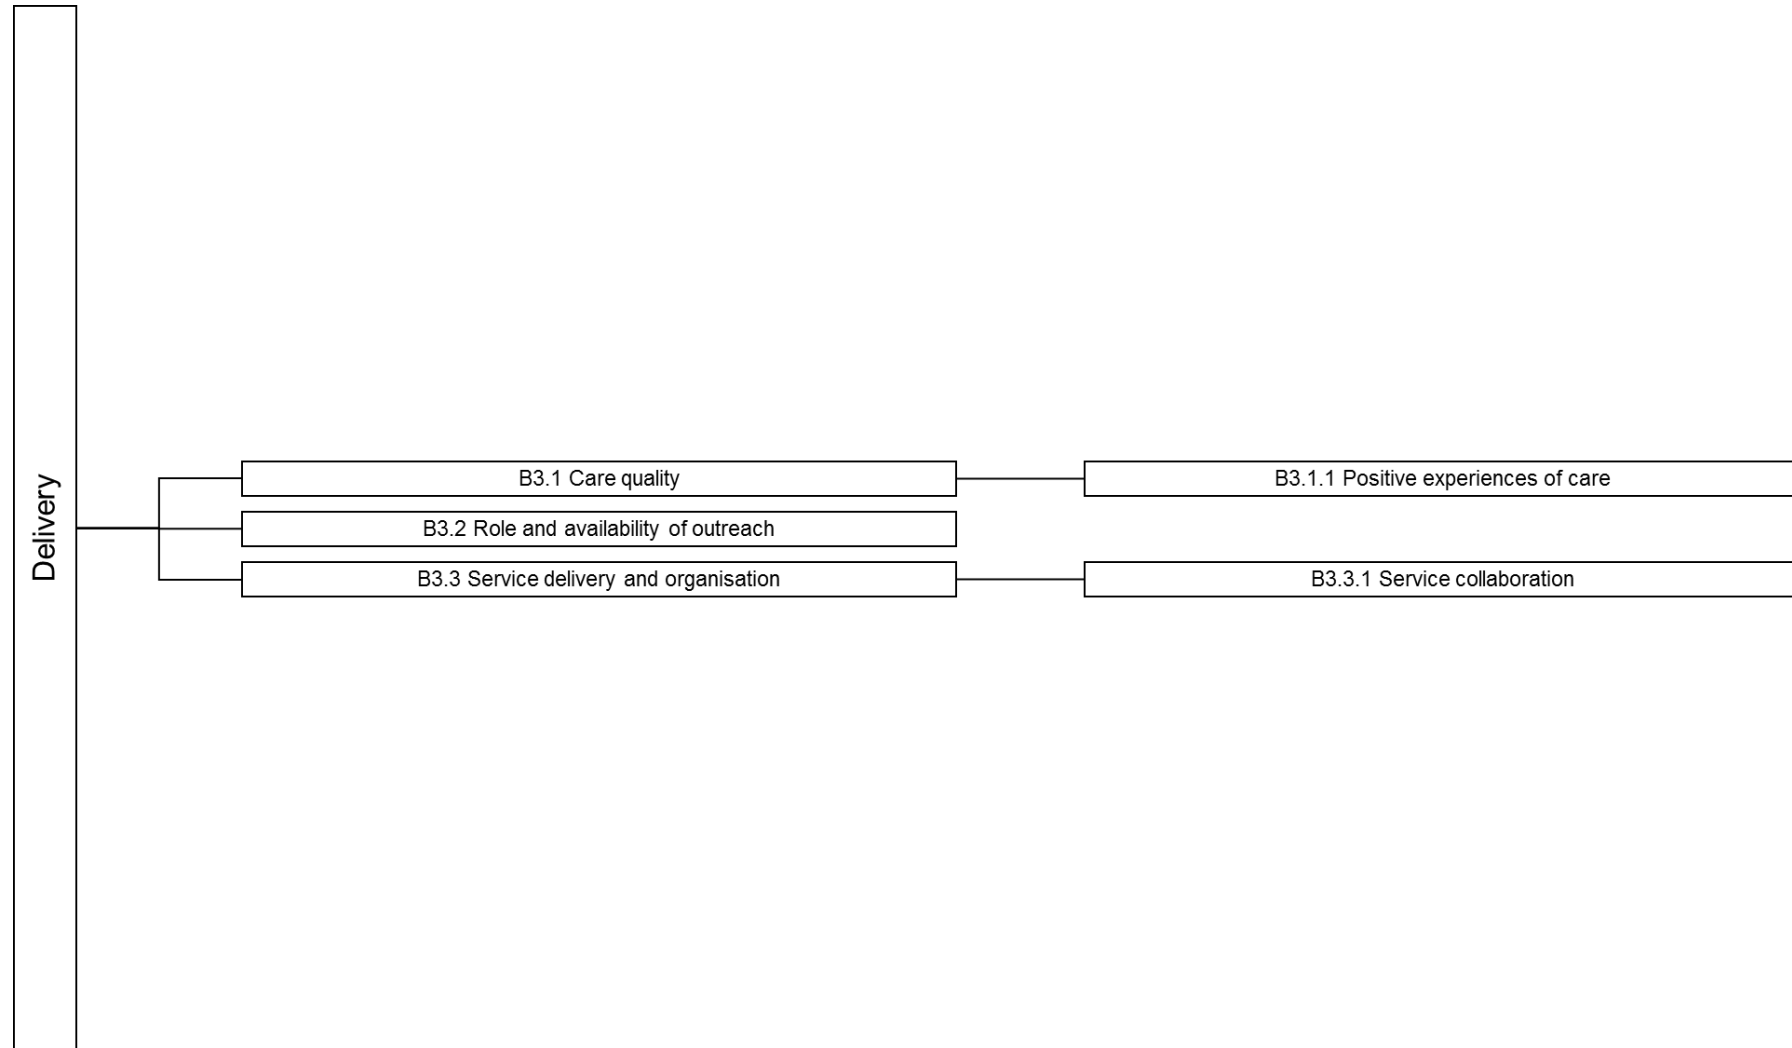 Delivery
B3.1 Care quality
B3.1.1 Positive experiences of care
B3.2 Role and availability of outreach
B3.3 Service delivery and organisation
B3.3.1 Service collaboration